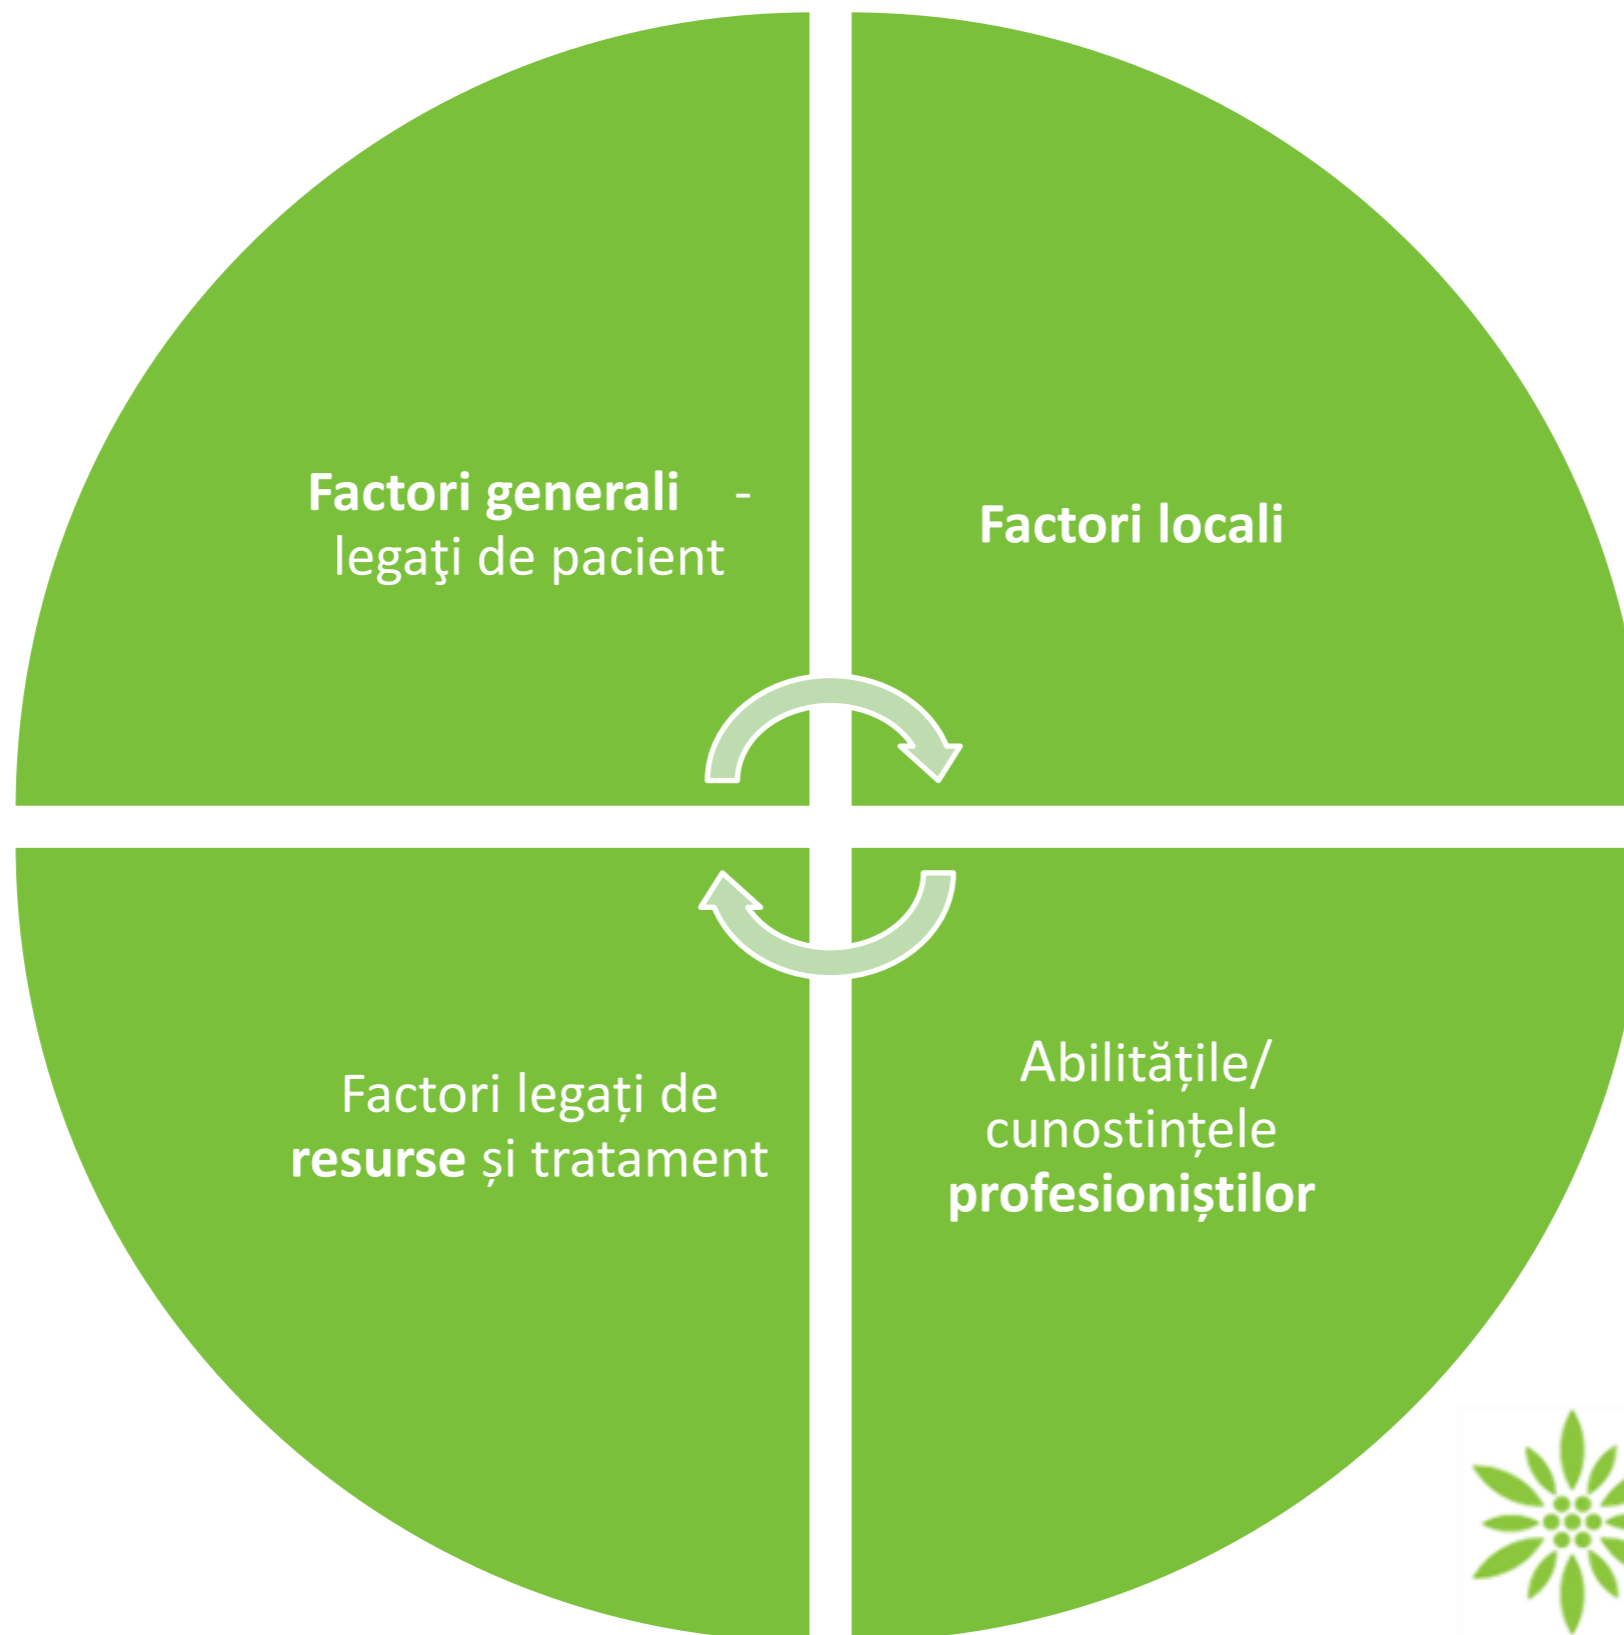 Factori generali -
legaţi de pacient
Factori locali
Factori legați de
resurse și tratament
Abilitățile/
cunostințele
profesioniștilor